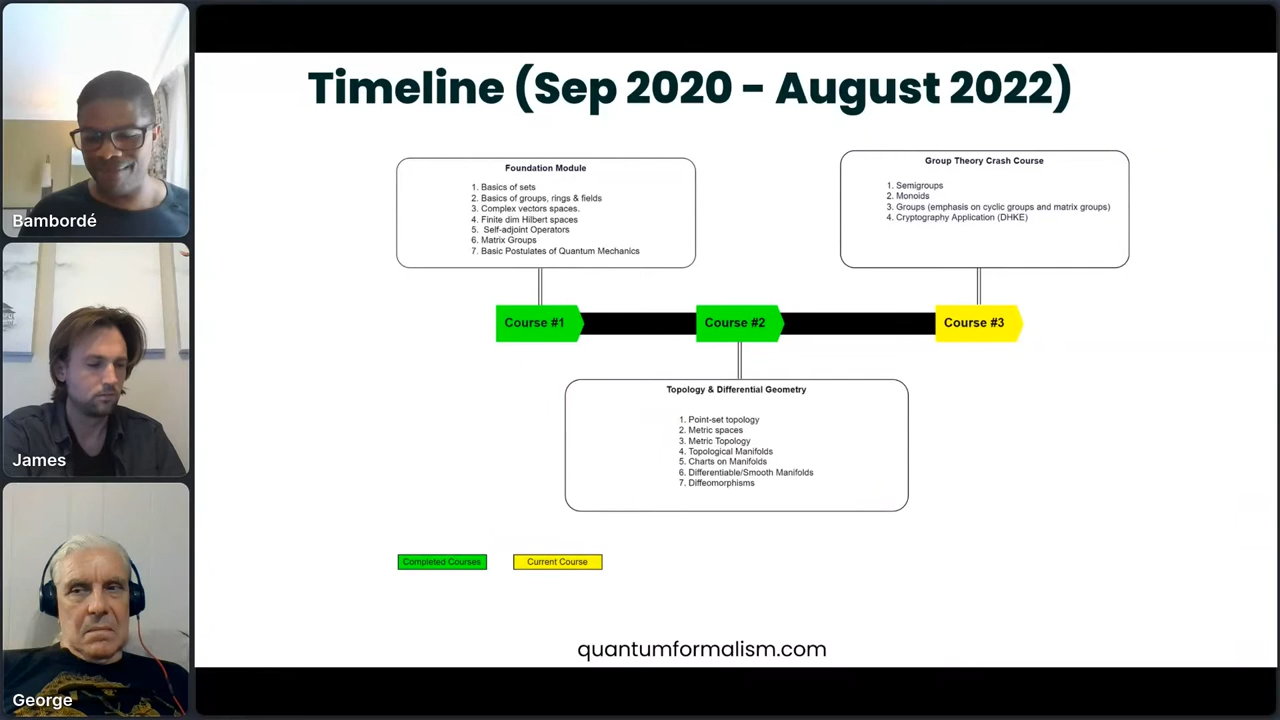 Timeline (Sep 2020 - August 2022)
Foundation Module
1. Basics of sets
2. Basics of groups, rings & fields
3. Complex vectors spaces.
4. Finite dim Hilbert spaces
5. Self-adjoint Operators
6. Matrix Groups
7. Basic Postulates of Quantum Mechanics
Group Theory Crash Course
1. Semigroups
2. Monoids
3. Groups (emphasis on cyclic groups and matrix groups)
4. Cryptography Application (DHKE)
Course #1
Course #2
Course #3
Topology & Differential Geometry
1. Point-set topology
2. Metric spaces
3. Metric Topology
4. Topological Manifolds
5. Charts on Manifolds
6. Differentiable/Smooth Manifolds
7. Diffeomorphisms
Completed Courses
Current Course
quantumformalism.com
Bambordé
James
George